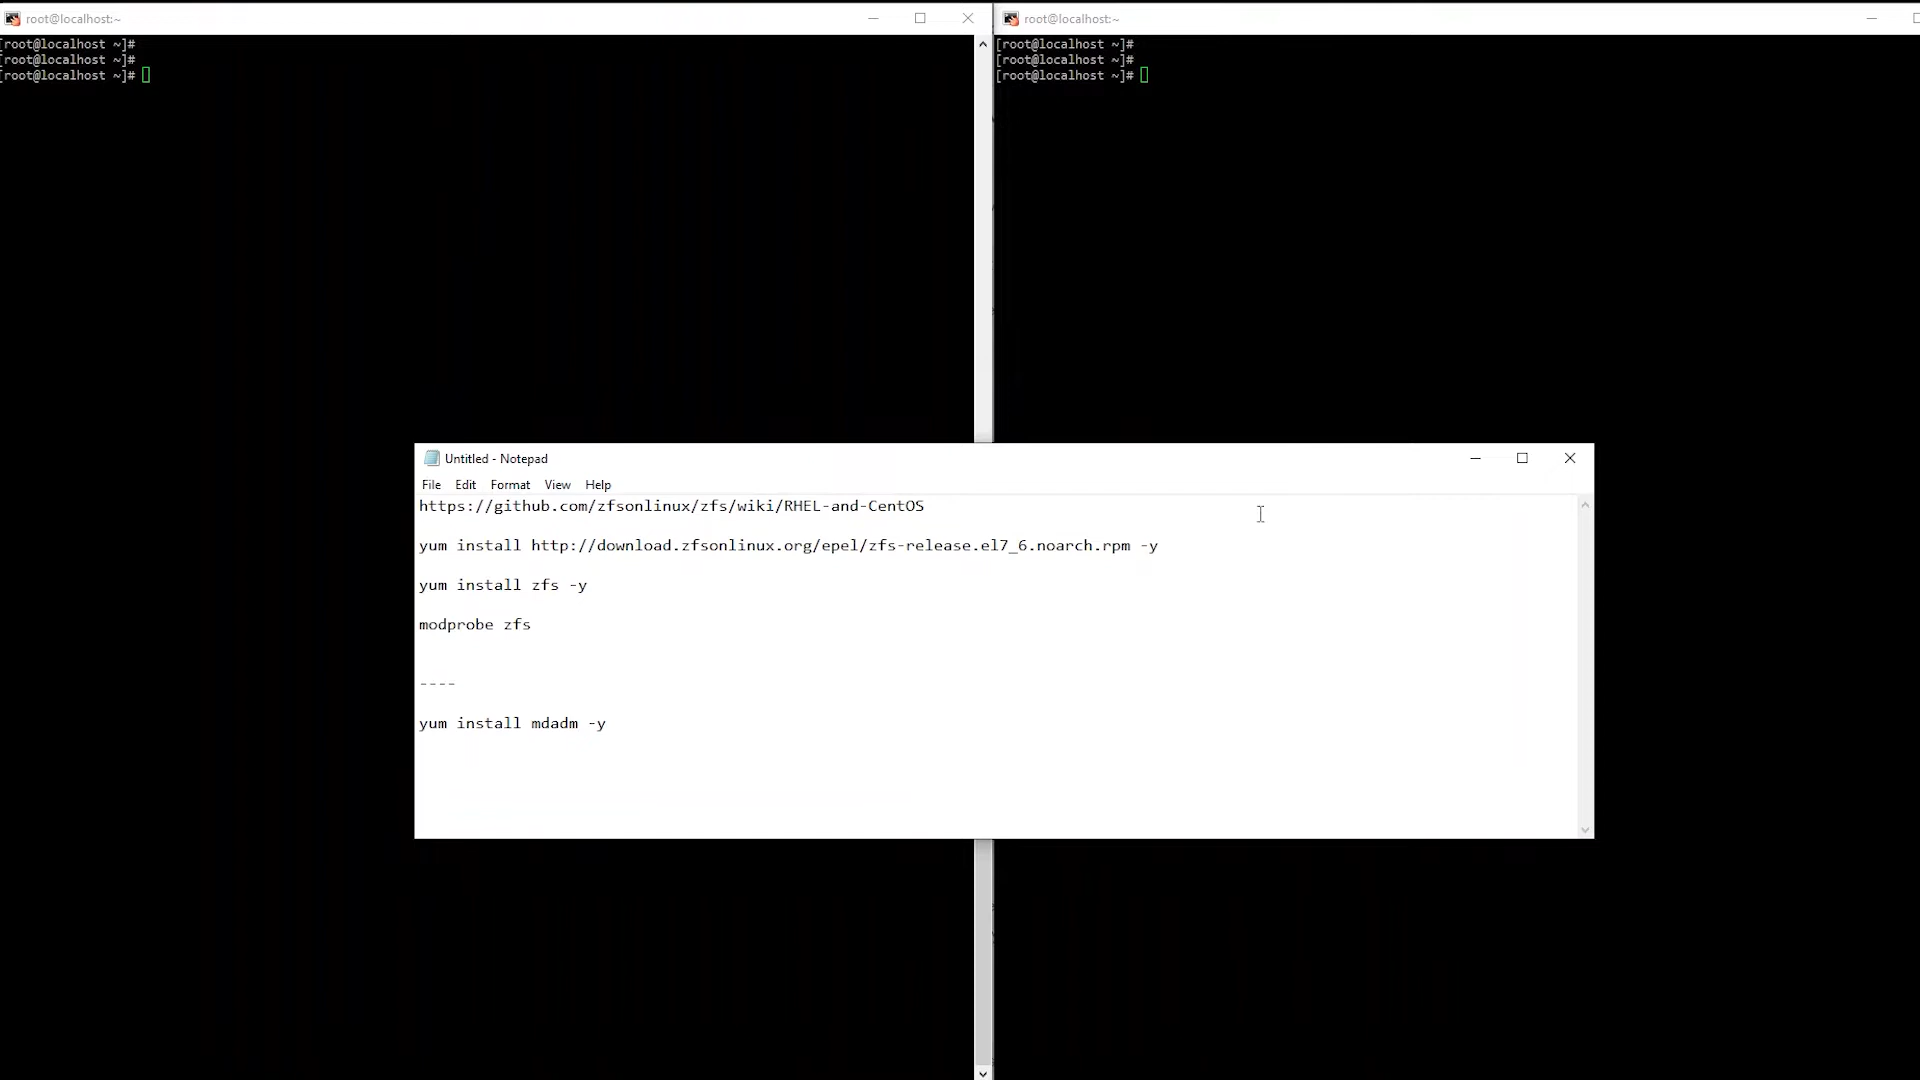 root@localhost:~
[root@localhost ~]#
[root@localhost ~]#
[root@localhost ~]#
root@localhost:~
[root@localhost ~]#
[root@localhost ~]#
[root@localhost ~]#
Untitled - Notepad
File Edit Format View Help
https://github.com/zfsonlinux/zfs/wiki/RHEL-and-CentOS
yum install http://download.zfsonlinux.org/epel/zfs-release.el7_6.noarch.rpm -y
yum install zfs -y
modprobe zfs
----
yum install mdadm -y